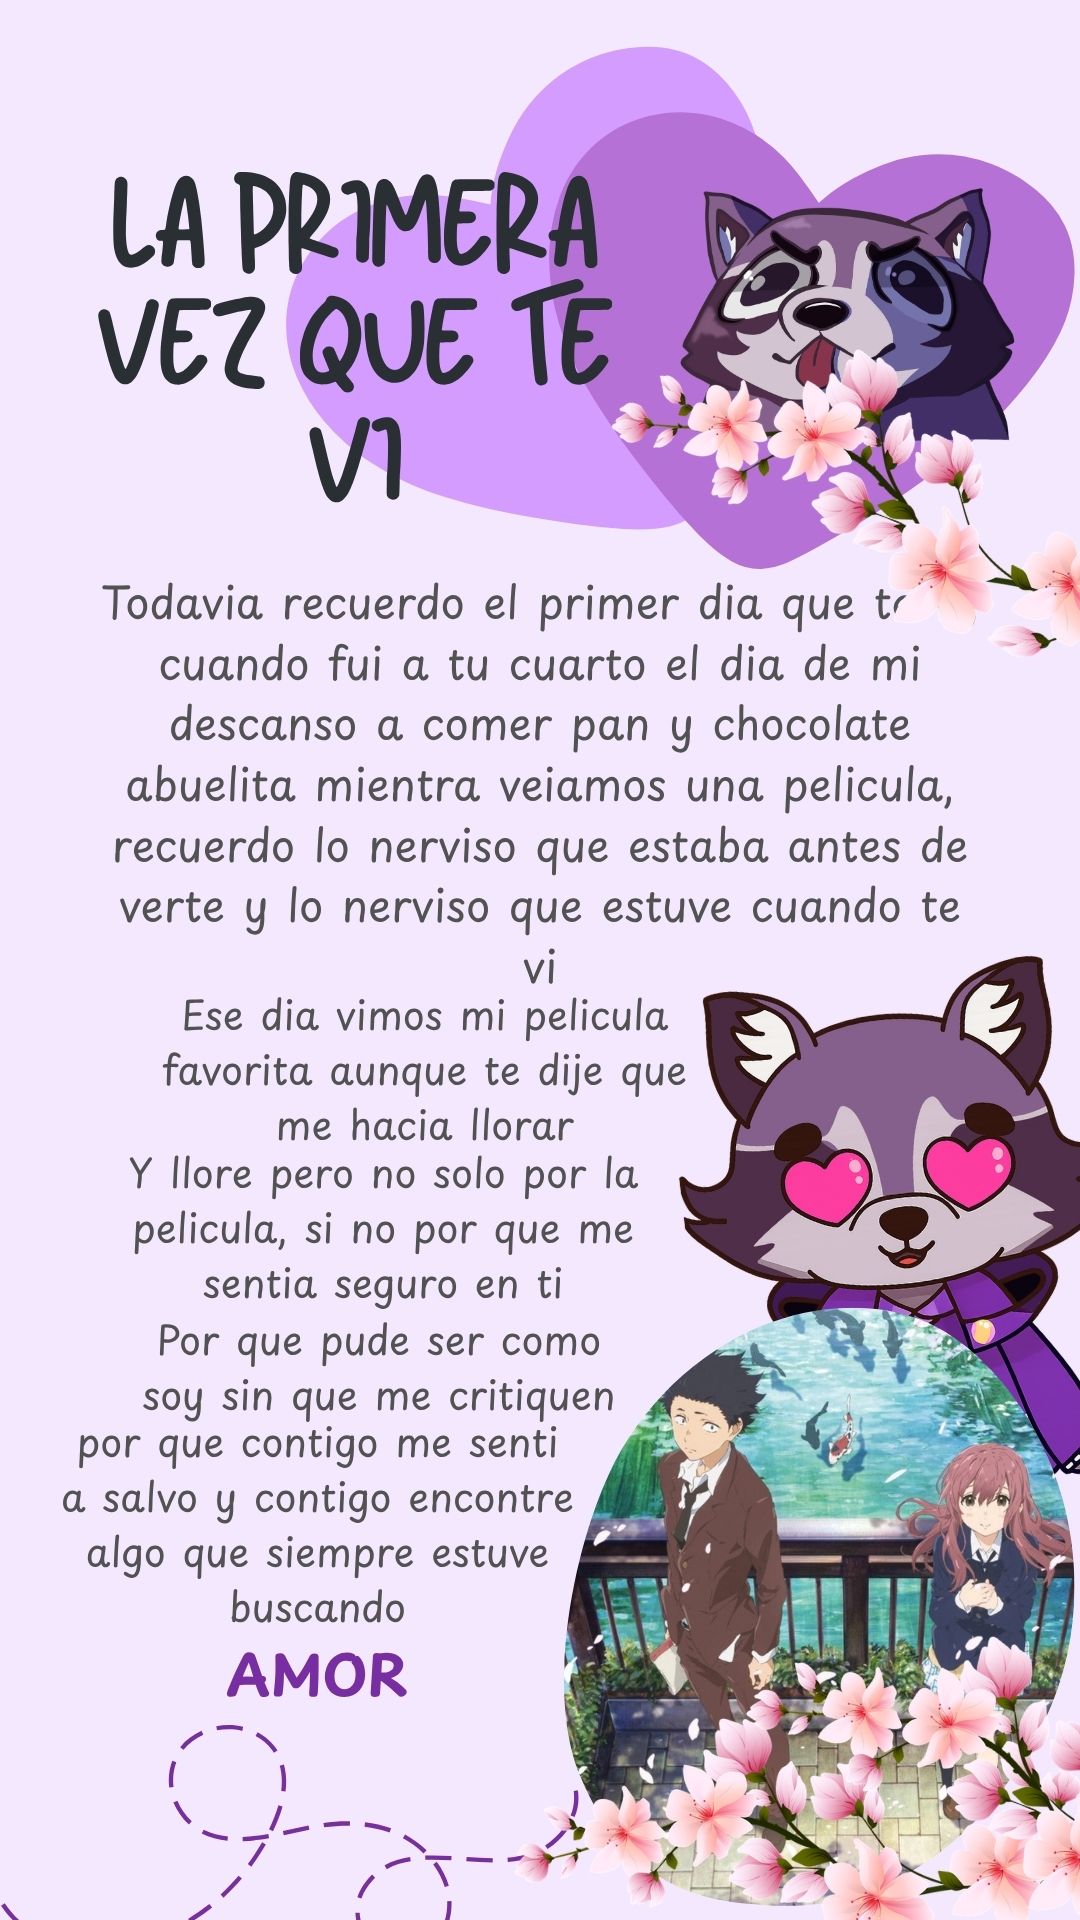 LA PR1MERA
VEZ QUE TE
V1
Todavia recuerdo el primer dia que
cuando fui a tu cuarto el dia de mi
descanso a comer pan y chocolate
abuelita mientra veiamos una pelicula,
recuerdo lo nerviso que estaba antes de
verte y lo nerviso que estuve cuando te
vi
Ese dia vimos mi pelicula
favorita aunque te dije que
me hacia llorar
Y llore pero no solo por la
pelicula, si no por que me
sentia seguro en ti
Por que pude ser como
soy sin que me critiquen
por que contigo me senti
a salvo y contigo encontre
algo que siempre estuve
buscando
AMOR